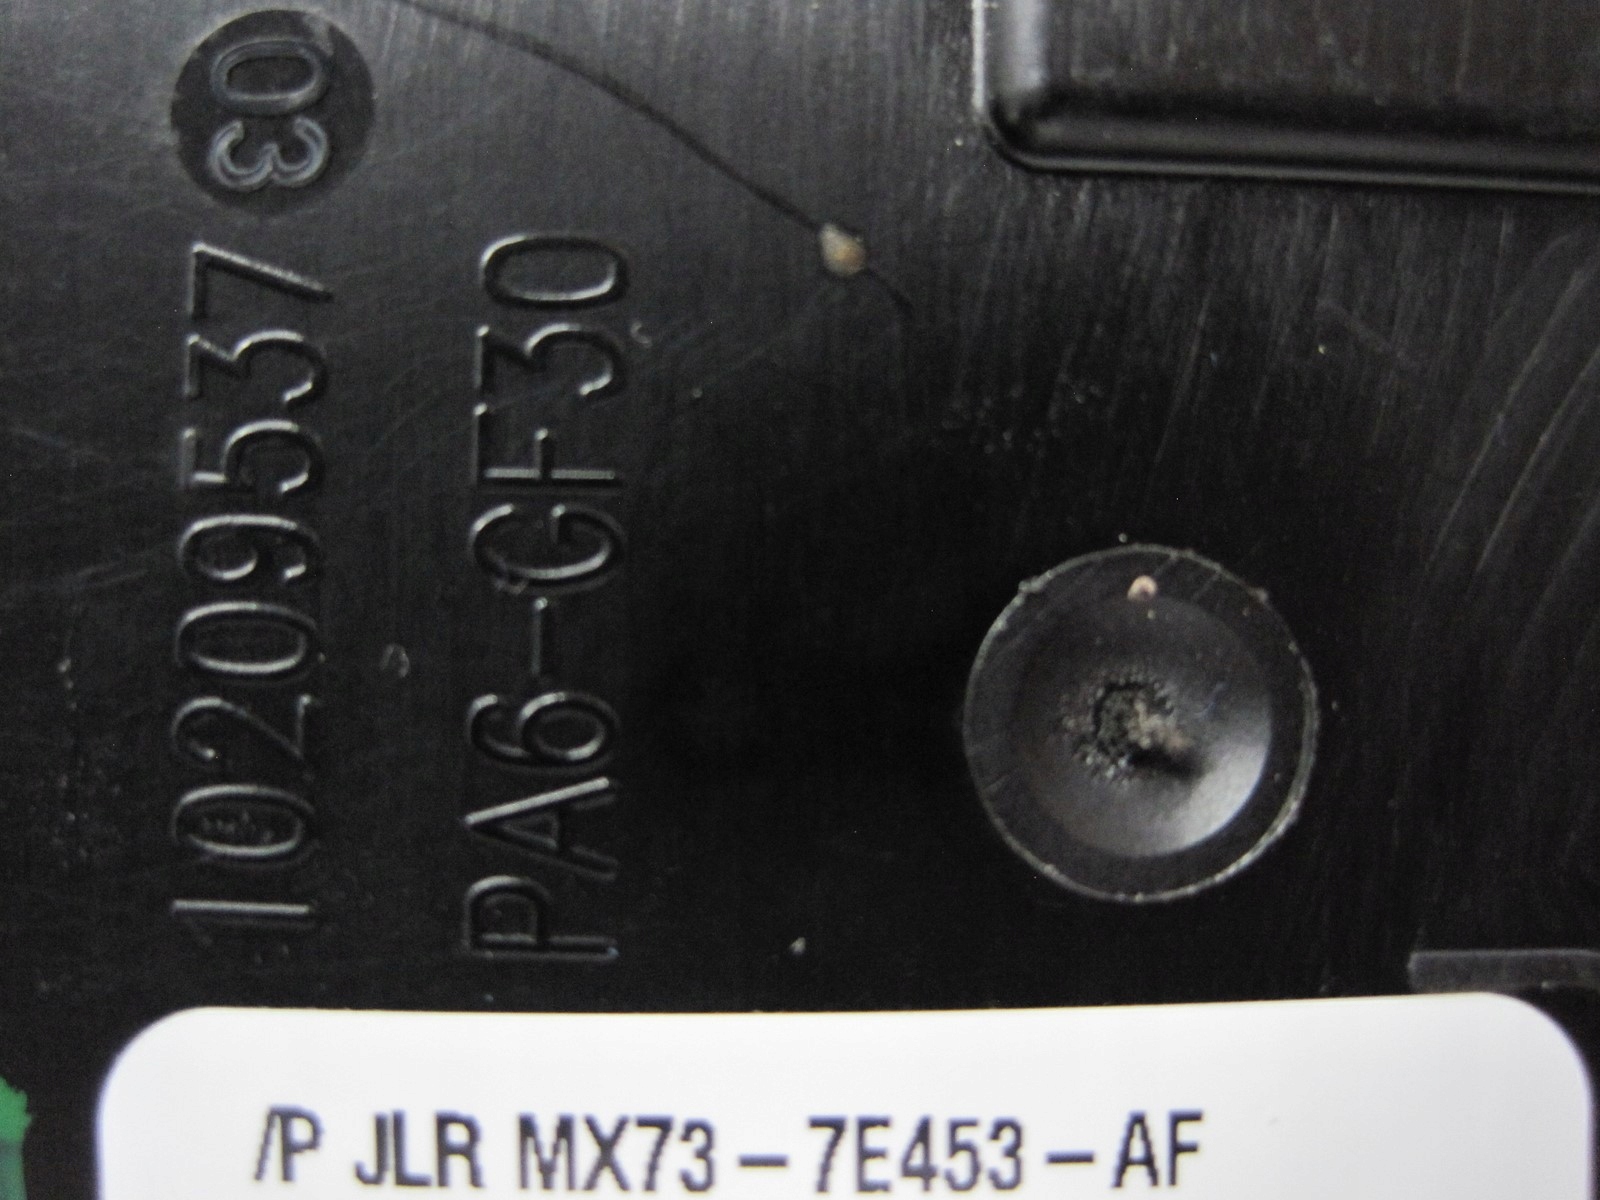 10209537 03
PA6-GF30
/P JLR MX73-7E453-AF